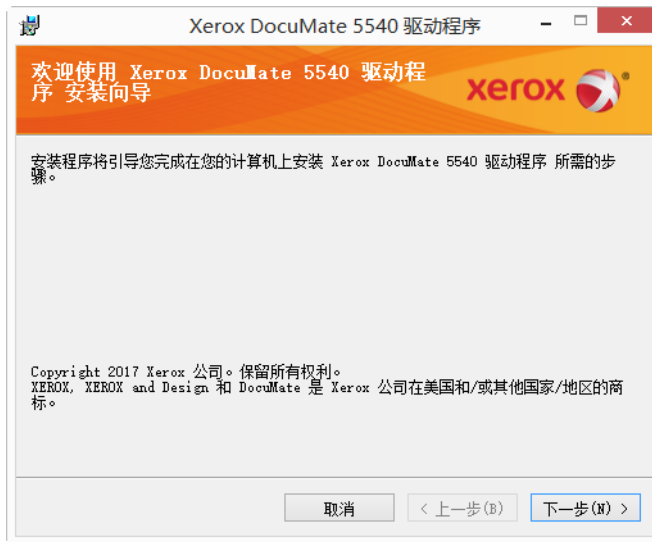 Xerox DocuMate 5540 驱动程序
欢迎使用 Xerox DocuMate 5540 驱动程
序 安装向导
xerox
安装程序将引导您完成在您的计算机上安装 Xerox DocuMate 5540 驱动程序 所需的步
骤。
Copyright 2017 Xerox 公司。保留所有权利。
XEROX, XEROX and Design 和 DocuMate 是 Xerox 公司在美国和/或其他国家/地区的商
标。
取消
< 上一步(B)
下一步(N) >